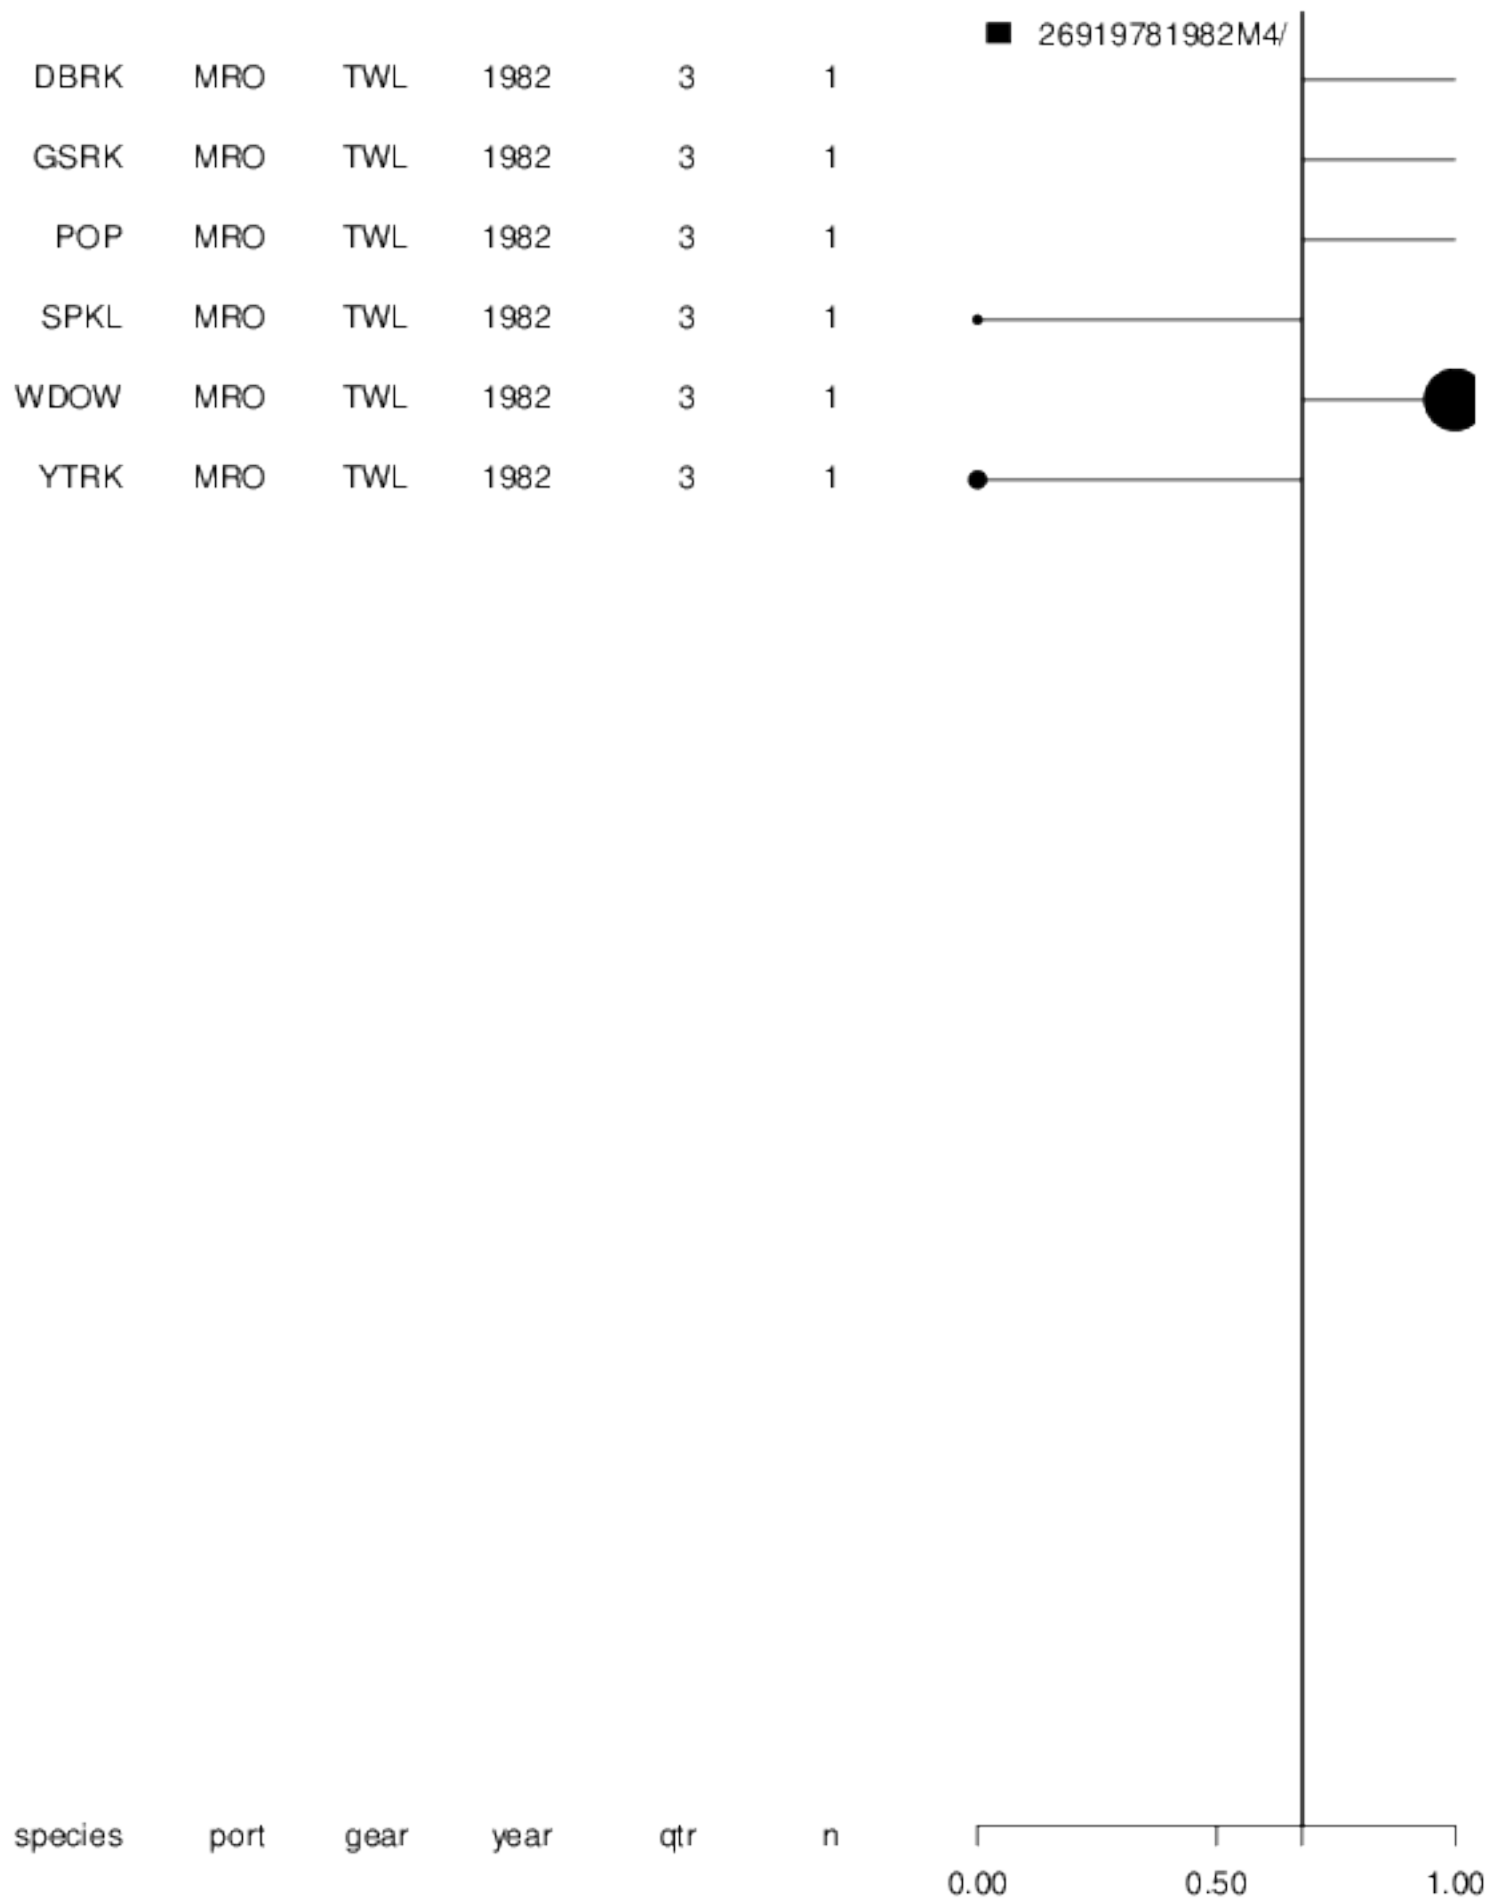 26919781982M4/
DBRK MRO TWL 1982 3 1
GSRK MRO TWL 1982 3 1
POP MRO TWL 1982 3 1
SPKL MRO TWL 1982 3 1
WDOW MRO TWL 1982 3 1
YTRK MRO TWL 1982 3 1
species port gear year qtr n
0.00 0.50 1.00